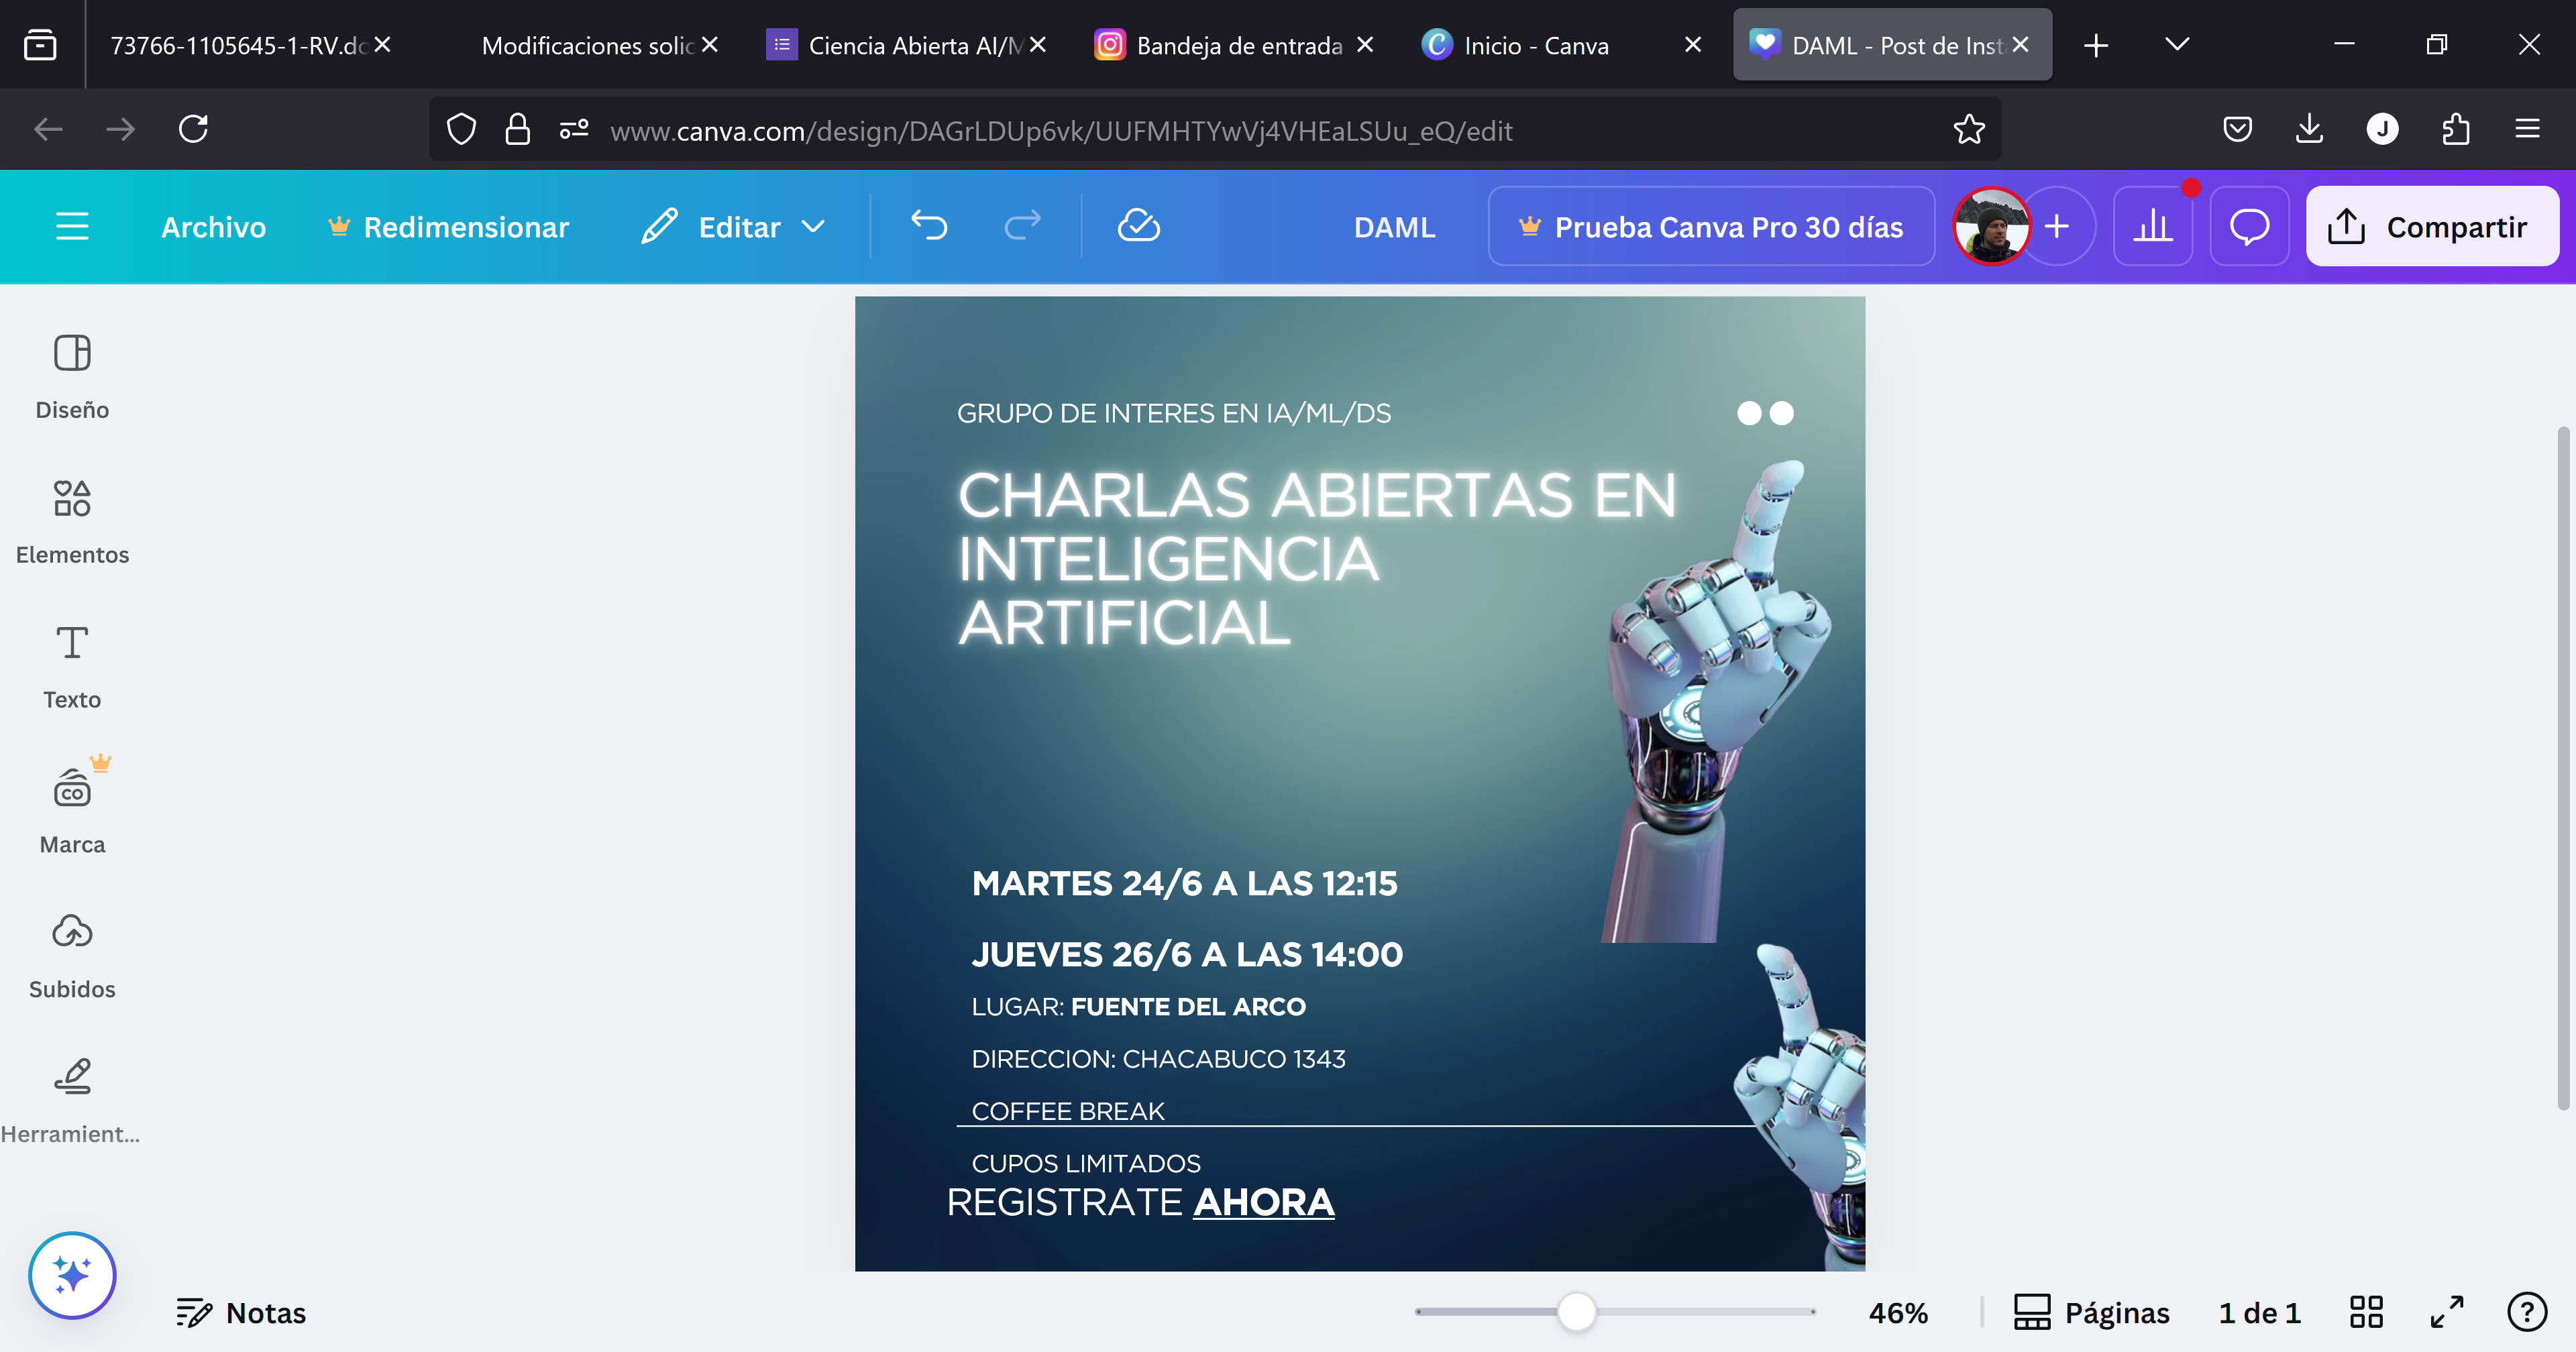 73766-1105645-1-RV.dc
Modificaciones solic
Ciencia Abierta AI/M
Bandeja de entrada
Inicio - Canva
DAML - Post de Inst
www.canva.com/design/DAGrLDUp6vk/UUFMHTYwVj4VHEaLSUu_eQ/edit
J
Archivo
Redimensionar
Editar
DAML
Prueba Canva Pro 30 días
Compartir
Diseño
Elementos
Texto
CO
Marca
Subidos
Herramient...
GRUPO DE INTERES EN IA/ML/DS
CHARLAS ABIERTAS EN
INTELIGENCIA
ARTIFICIAL
MARTES 24/6 A LAS 12:15
JUEVES 26/6 A LAS 14:00
LUGAR: FUENTE DEL ARCO
DIRECCION: CHACABUCO 1343
COFFEE BREAK
CUPOS LIMITADOS
REGISTRATE AHORA
Notas
46%
Páginas
1 de 1